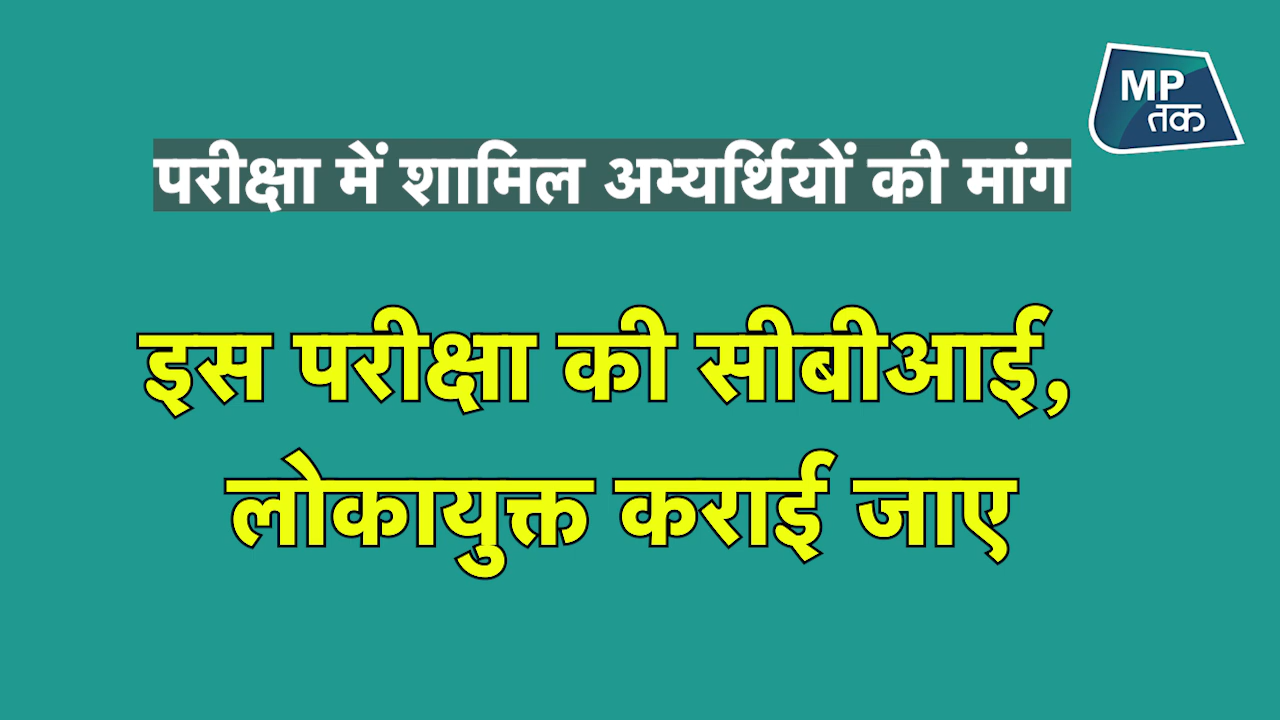 MP
तक
परीक्षा में शामिल अभ्यर्थियों की मांग
इस परीक्षा की सीबीआई,
लोकायुक्त कराई जाए